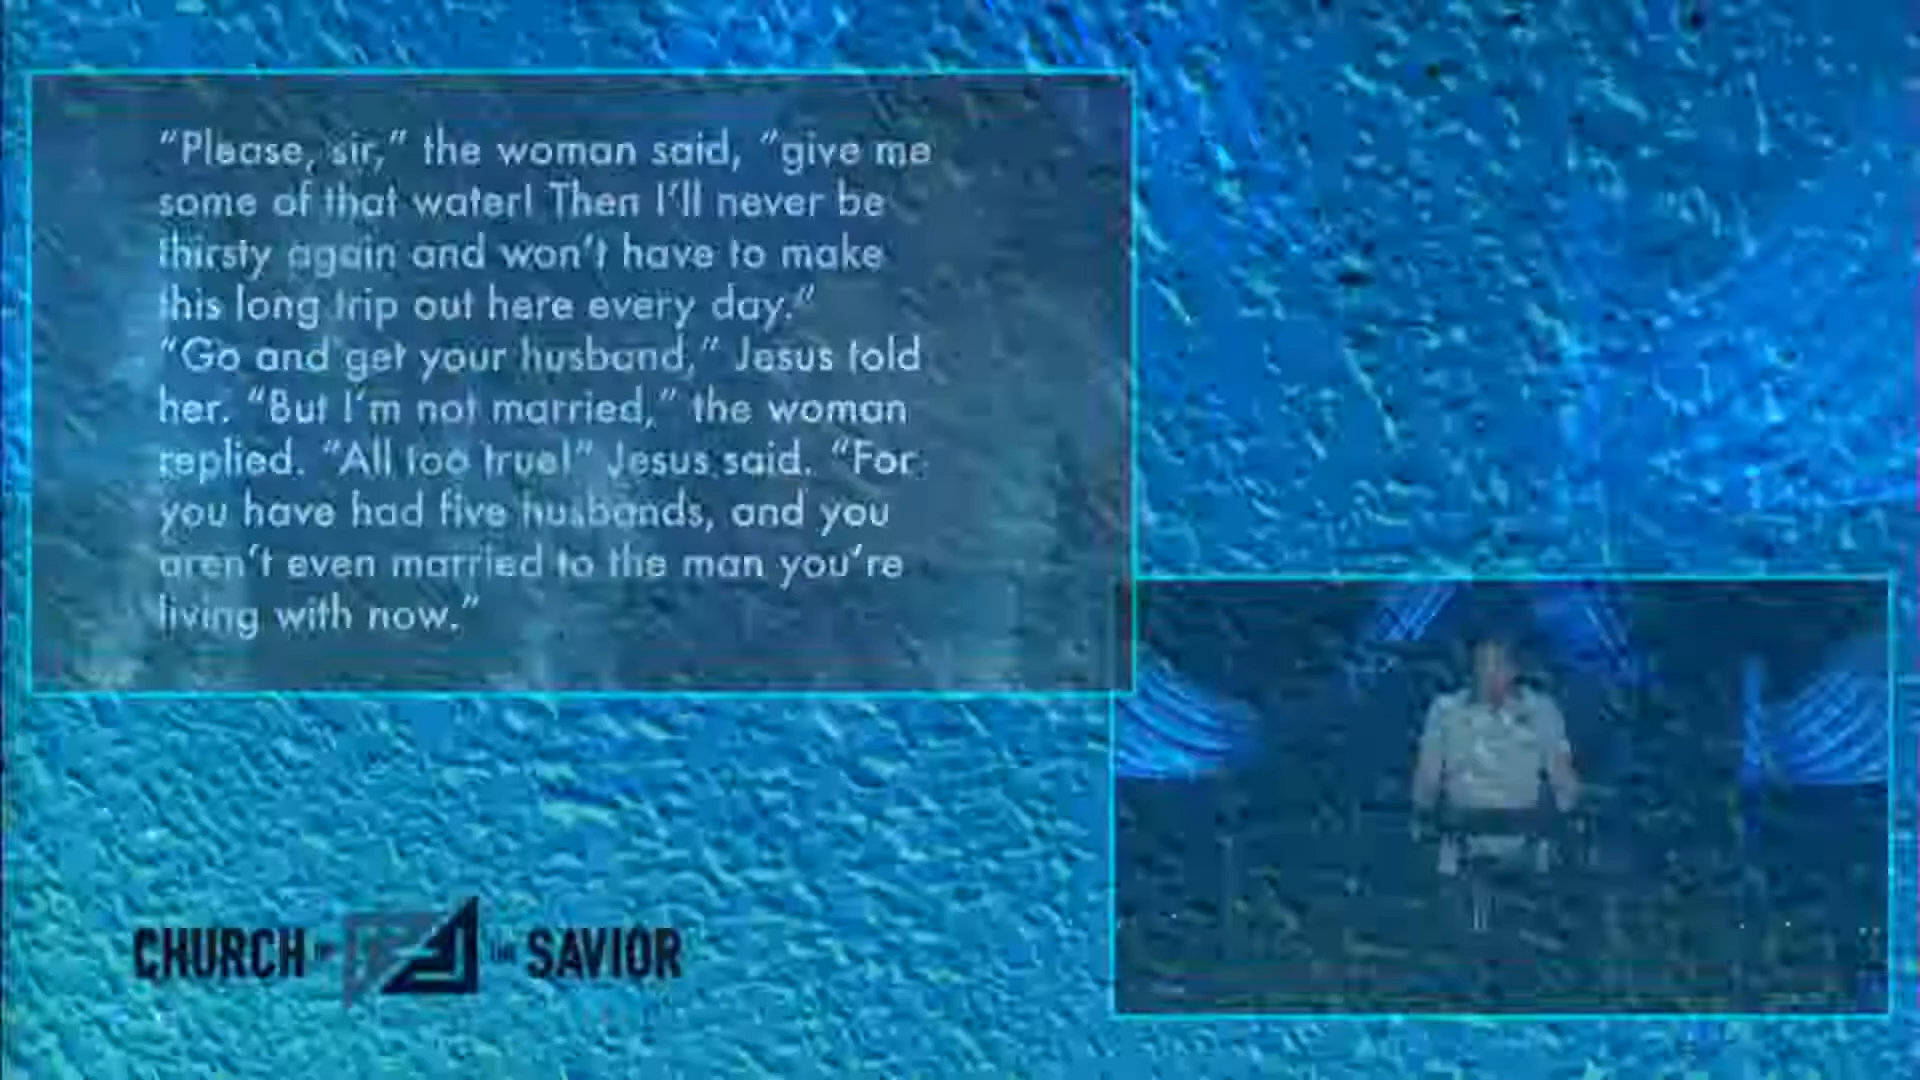 “Please, sir,” the woman said, “give me
some of that water! Then I’ll never be
thirsty again and won’t have to make
this long trip out here every day.”
“Go and get your husband,” Jesus told
her. “But I’m not married,” the woman
replied. “All too true!” Jesus said. “For
you have had five husbands, and you
aren’t even married to the man you’re
living with now.”
CHURCH THE SAVIOR